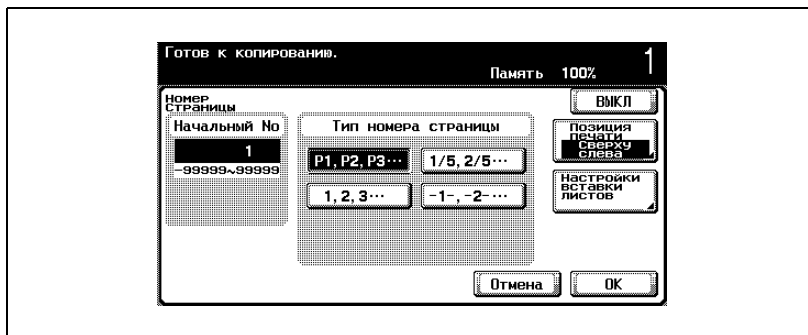 Готов к копированию.
Память 100% 1
Номер
страницы
ВЫКЛ
Начальный No
Тип номера страницы
1
-99999~99999
P1, P2, P3···
1/5, 2/5···
1, 2, 3···
-1-, -2-···
Позиция
печати
Сверху
слева
Настройки
вставки
листов
Отмена
OK